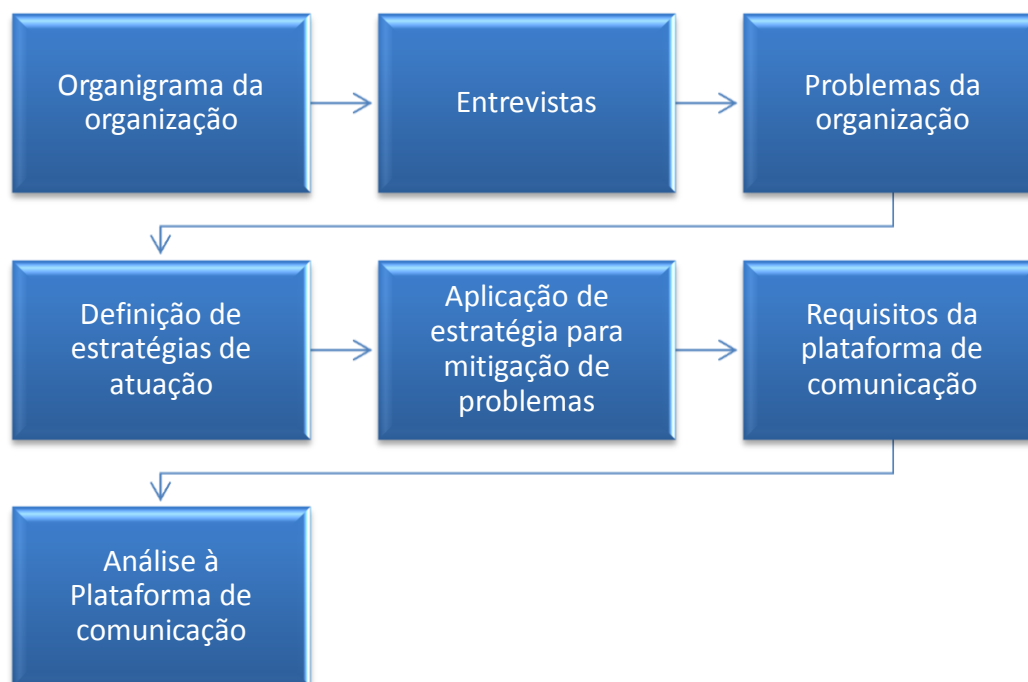 Organigrama da
organização
Entrevistas
Problemas da
organização
Definição de
estratégias de
atuação
Aplicação de
estratégia para
mitigação de
problemas
Requisitos da
plataforma de
comunicação
Análise à
Plataforma de
comunicação